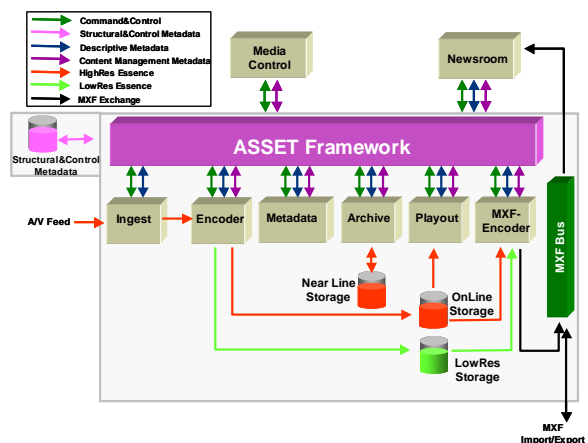 Command&Control
Structural&Control Metadata
Descriptive Metadata
Content Management Metadata
HighRes Essence
LowRes Essence
MXF Exchange
Media
Control
Newsroom
ASSET Framework
Structural&Control
Metadata
A/V Feed
Ingest
Encoder
Metadata
Archive
Playout
MXF-
Encoder
MXF Bus
Near Line
Storage
OnLine
Storage
LowRes
Storage
MXF
Import/Export